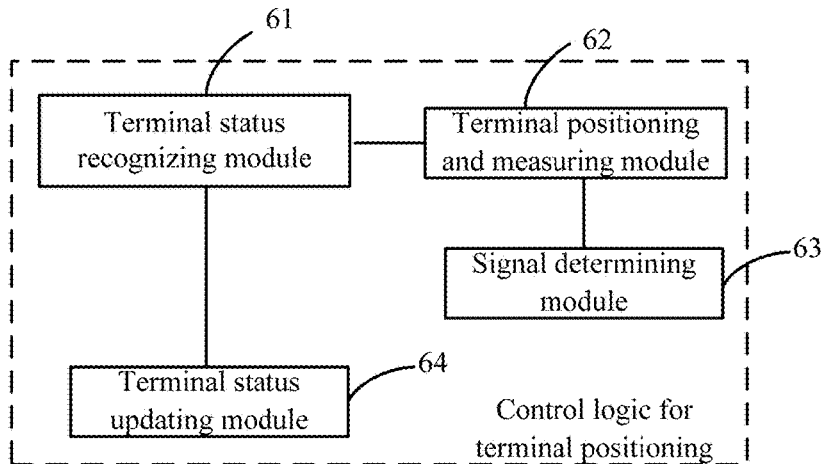 61
62
Terminal status
recognizing module
Terminal positioning
and measuring module
Signal determining
module
63
Terminal status
updating module
64
Control logic for
terminal positioning